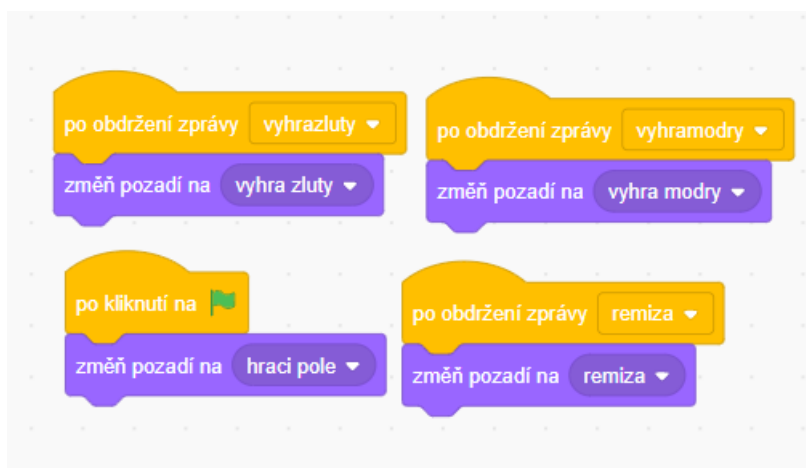 po obdržení zprávy vyhrazluty
změň pozadí na vyhra zluty
po obdržení zprávy vyhramodry
změň pozadí na vyhra modry
po kliknutí na
změň pozadí na hraci pole
po obdržení zprávy remiza
změň pozadí na remiza